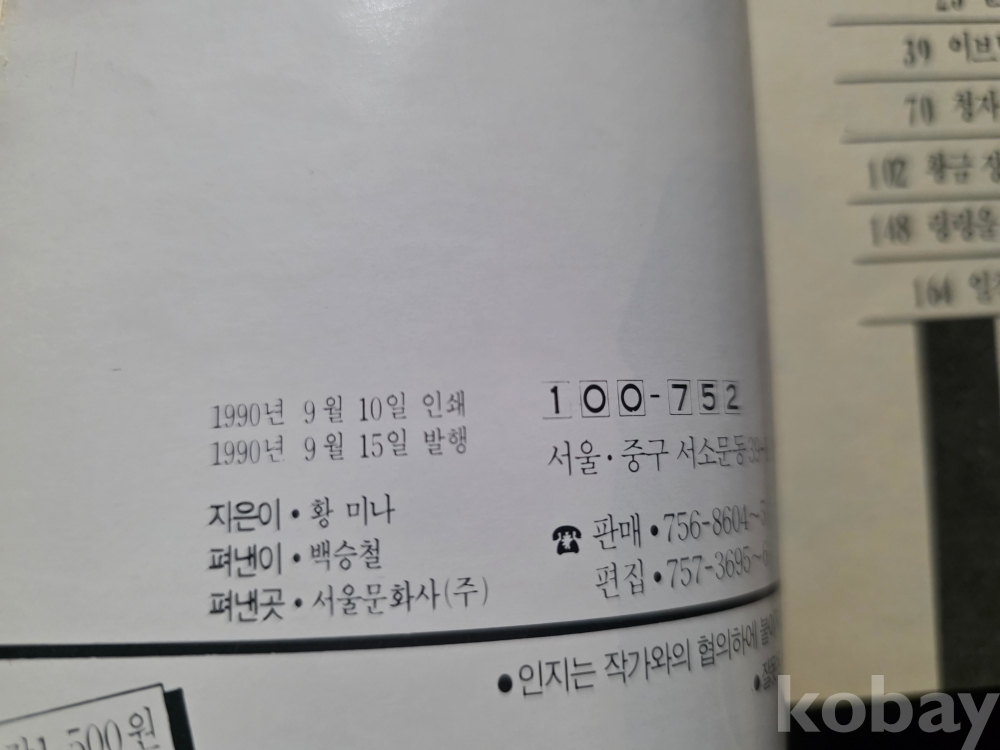 39 이브
70 청자
102 황금
148
164
1990년 9월 10일 인쇄
1990년 9월 15일 발행
지은이・황 미나
펴낸이・백승철
펴낸곳・서울문화사(주)
100-752
서울・중구 서소문동 39-
☎ 판매・756-8604~
편집・757-3695~
●인지는 작가와의 협의하에
500원
kobay